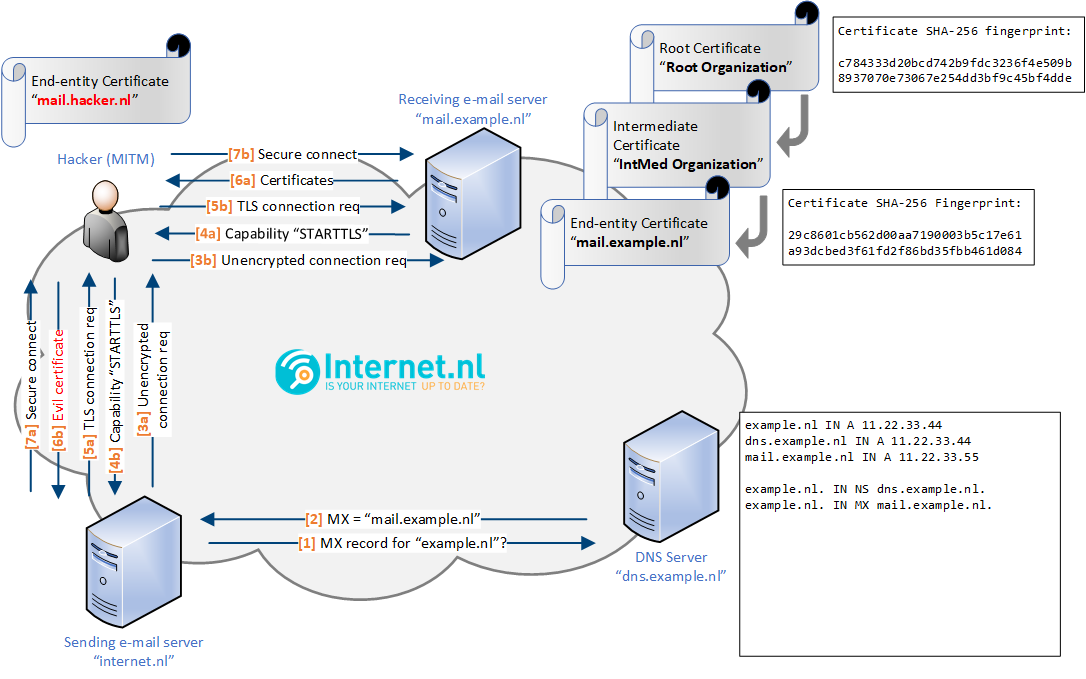 Root Certificate
“Root Organization”
Certificate SHA-256 fingerprint:
c784333d20bcd742b9fdc3236f4e509b
8937070e73067e254dd3bf9c45bf4dde
End-entity Certificate
“mail.hacker.nl”
Receiving e-mail server
“mail.example.nl”
Intermediate
Certificate
“IntMed Organization”
Hacker (MITM)
[7b] Secure connect
[6a] Certificates
[5b] TLS connection req
[4a] Capability “STARTTLS”
[3b] Unencrypted connection req
End-entity Certificate
“mail.example.nl”
Certificate SHA-256 Fingerprint:
29c8601cb562d00aa7190003b5c17e61
a93dcbed3f61fd2f86bd35fbb461d084
[7a] Secure connect
[6b] Evil certificate
[5a] TLS connection req
[4b] Capability “STARTTLS”
[3a] Unencrypted
connection req
Internet.nl
IS YOUR INTERNET UP TO DATE?
example.nl IN A 11.22.33.44
dns.example.nl IN A 11.22.33.44
mail.example.nl IN A 11.22.33.55
example.nl. IN NS dns.example.nl.
example.nl. IN MX mail.example.nl.
[2] MX = “mail.example.nl”
[1] MX record for “example.nl”?
DNS Server
“dns.example.nl”
Sending e-mail server
“internet.nl”